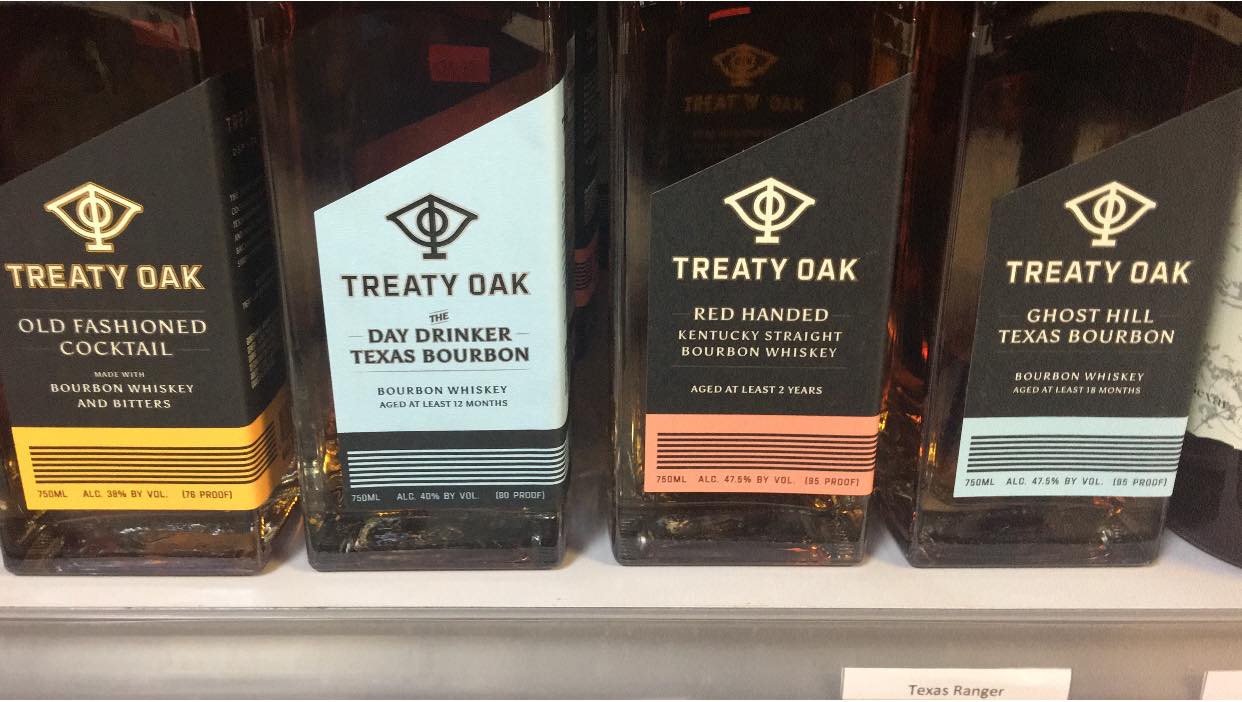 TREATY OAK
OLD FASHIONED
COCKTAIL
MADE WITH
BOURBON WHISKEY
AND BITTERS
750ML ALC. 38% BY VOL. (76 PROOF)
TREATY OAK
THE
DAY DRINKER
TEXAS BOURBON
BOURBON WHISKEY
AGED AT LEAST 12 MONTHS
750ML ALC. 40% BY VOL. (80 PROOF)
TREATY OAK
RED HANDED
KENTUCKY STRAIGHT
BOURBON WHISKEY
AGED AT LEAST 2 YEARS
750ML ALC. 47.5% BY VOL. (95 PROOF)
TREATY OAK
GHOST HILL
TEXAS BOURBON
BOURBON WHISKEY
AGED AT LEAST 18 MONTHS
750ML ALC. 47.5% BY VOL. (95 PROOF)
Texas Ranger